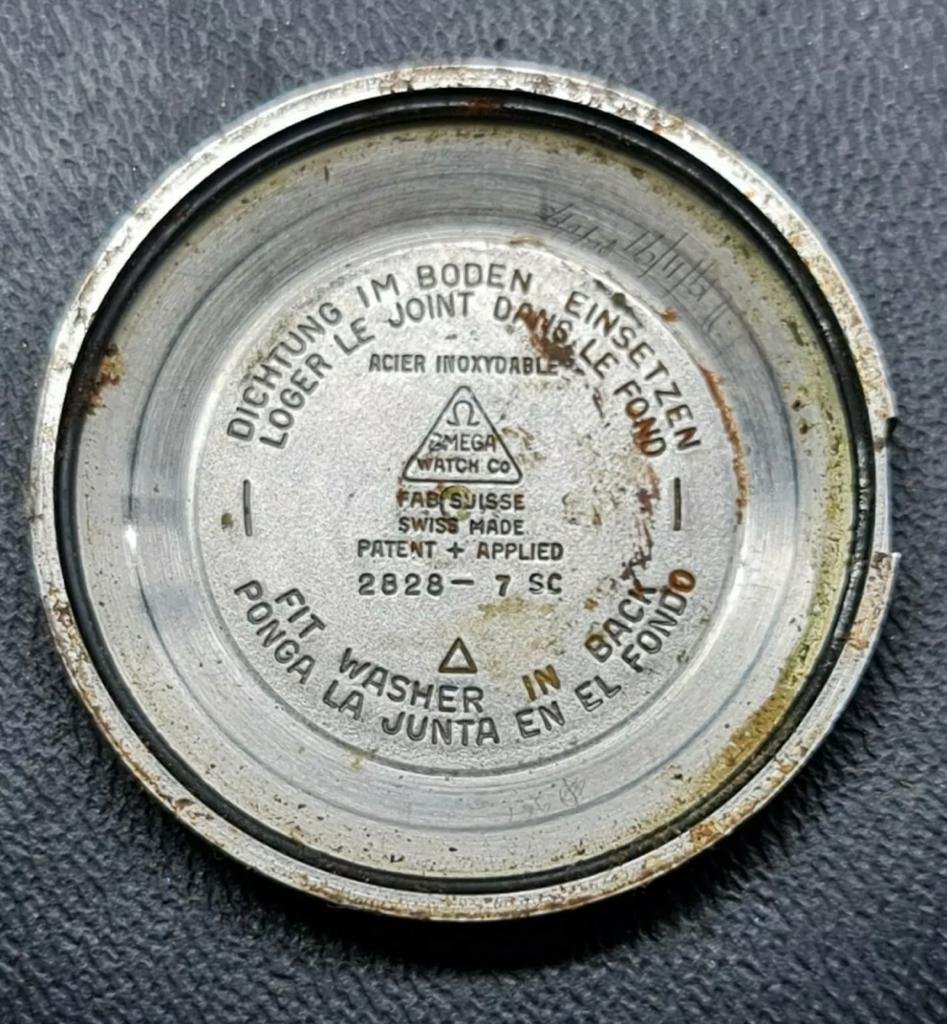 DICHTUNG IM BODEN EINSETZEN
LOGER LE JOINT DANS LE FOND
ACIER INOXYDABLE
Ω
OMEGA
WATCH Co
FAB SUISSE
SWISS MADE
PATENT + APPLIED
2828- 7 SC
FIT WASHER IN BACK
PONGA LA JUNTA EN EL FONDO